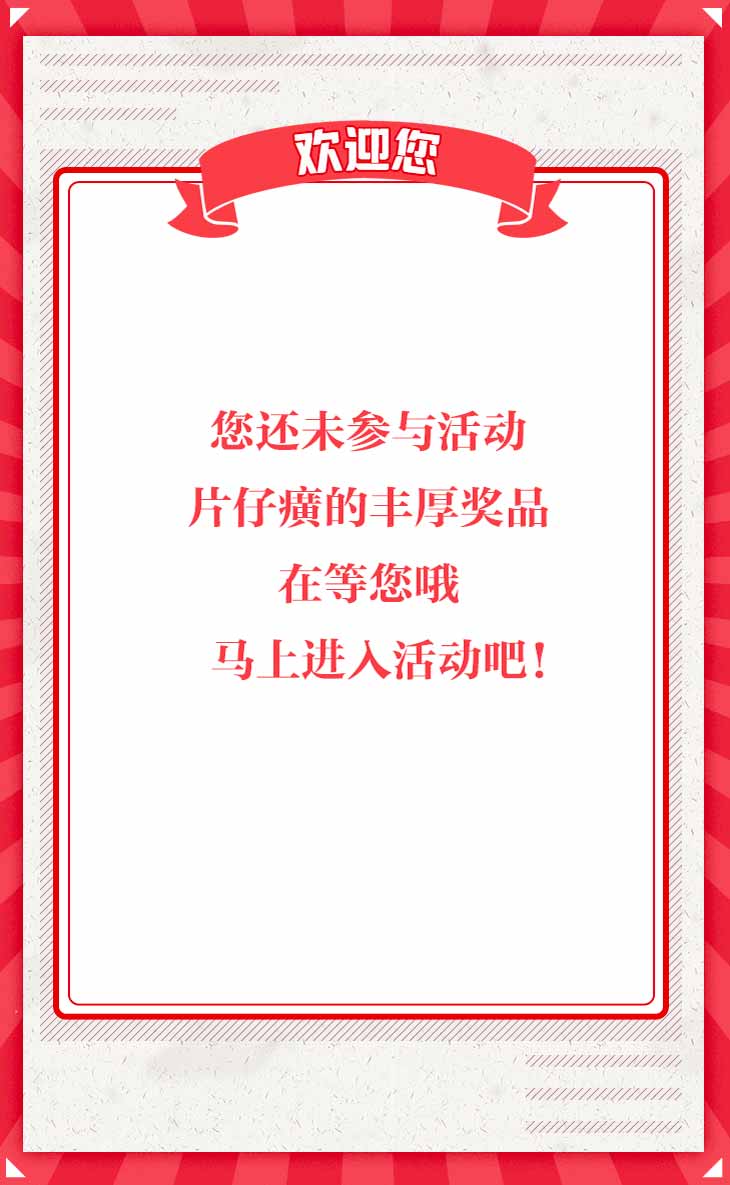 欢迎您
您还未参与活动
片仔癀的丰厚奖品
在等您哦
马上进入活动吧！